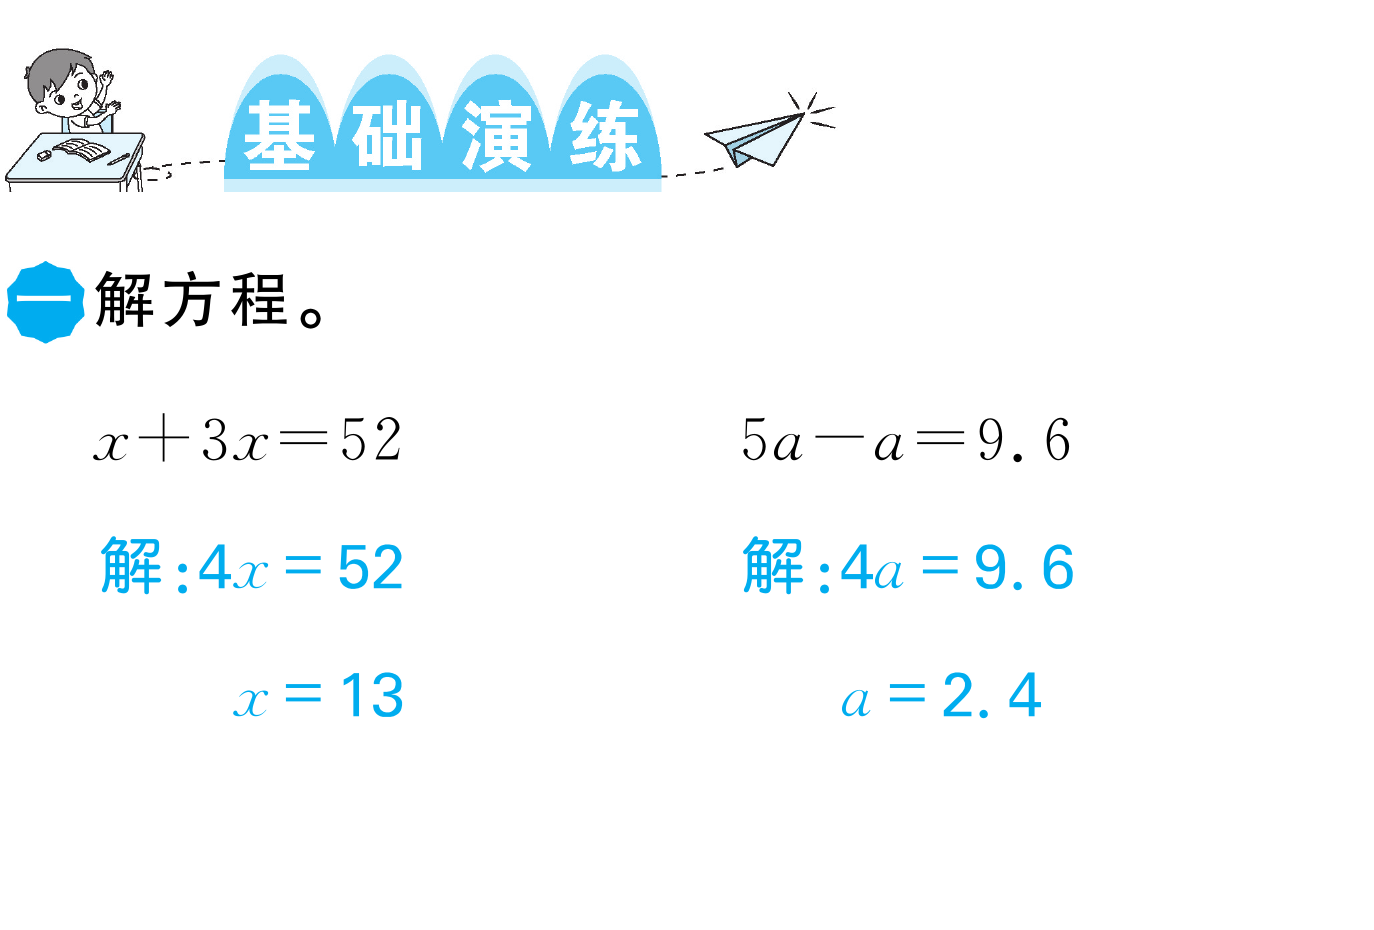 基础演练
一 解方程。
x+3x=52
5a-a=9.6
解:4x=52
解:4a=9.6
x=13
a=2.4